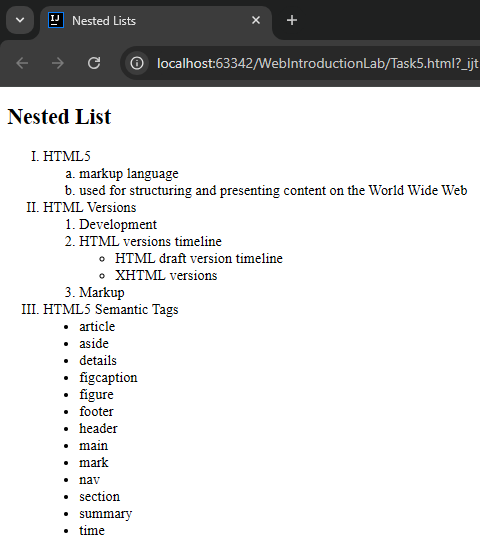 Nested Lists
localhost:63342/WebIntroductionLab/Task5.html?_ijt
Nested List
I. HTML5
a. markup language
b. used for structuring and presenting content on the World Wide Web
II. HTML Versions
1. Development
2. HTML versions timeline
HTML draft version timeline
XHTML versions
3. Markup
III. HTML5 Semantic Tags
article
aside
details
figcaption
figure
footer
header
main
mark
nav
section
summary
time